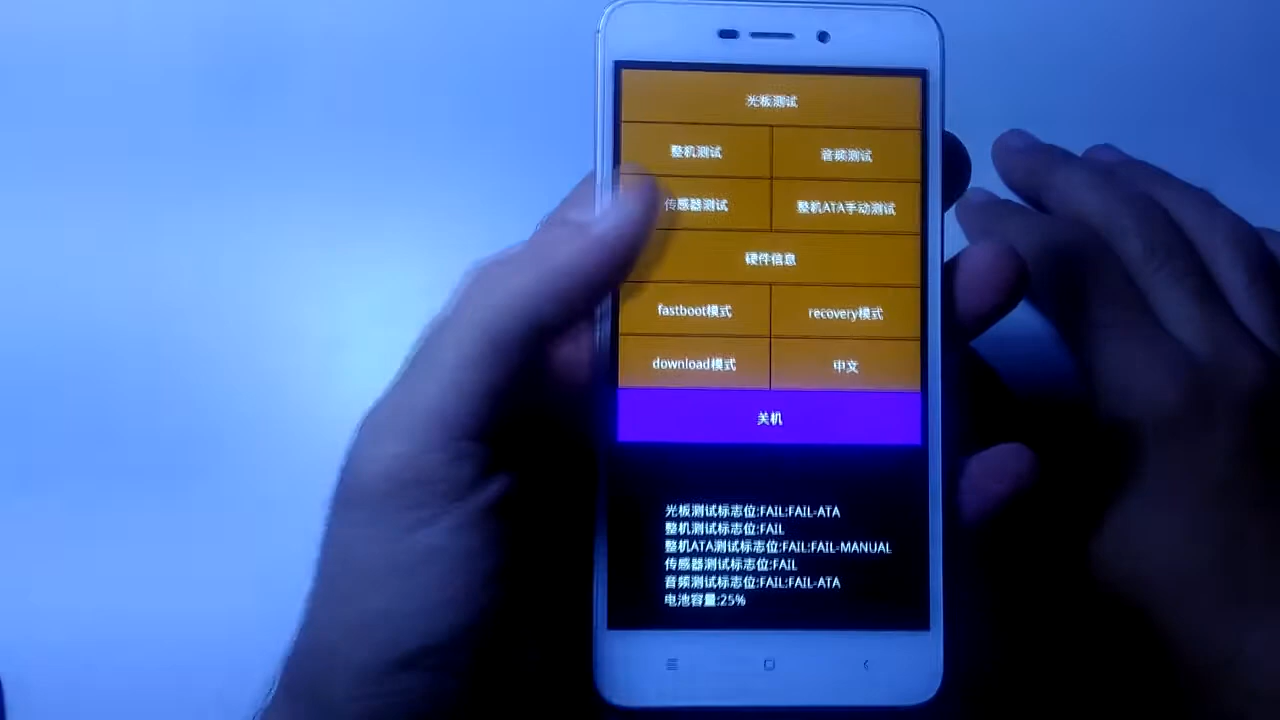 光板测试
整机测试 音频测试
传感器测试 整机ATA手动测试
硬件信息
fastboot模式 recovery模式
download模式 中文
关机
光板测试标志位:FAIL:FAIL-ATA
整机测试标志位:FAIL
整机ATA测试标志位:FAIL:FAIL-MANUAL
传感器测试标志位:FAIL
音频测试标志位:FAIL:FAIL-ATA
电池容量:25%